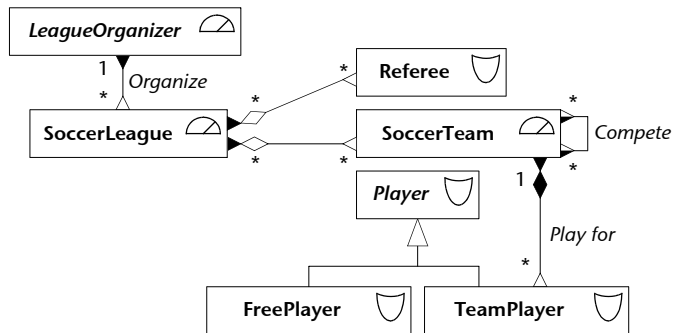 LeagueOrganizer
1
Organize
*
* Referee
*
SoccerLeague
SoccerTeam
*
Compete
*
*
*
1
Player
Play for
*
FreePlayer
TeamPlayer